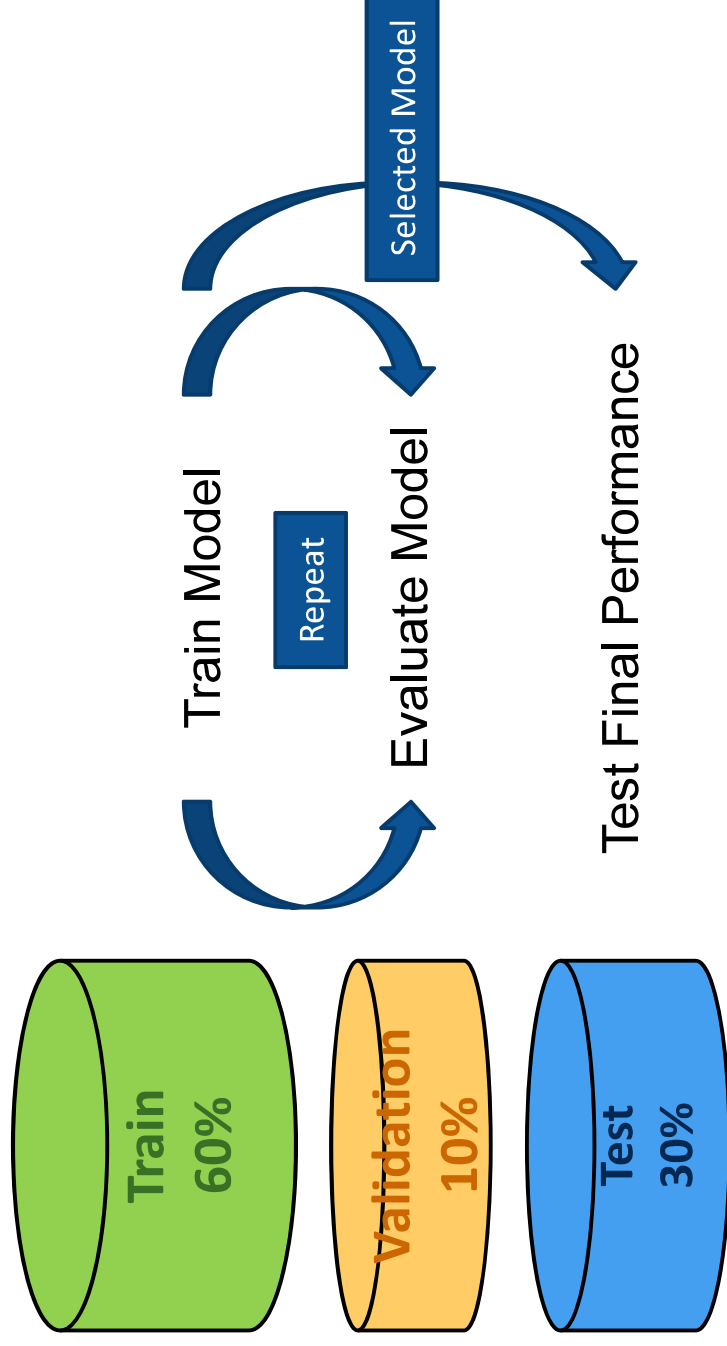 Train
60%
Train Model
Repeat
Validation
10%
Evaluate Model
Selected Model
Test
30%
Test Final Performance